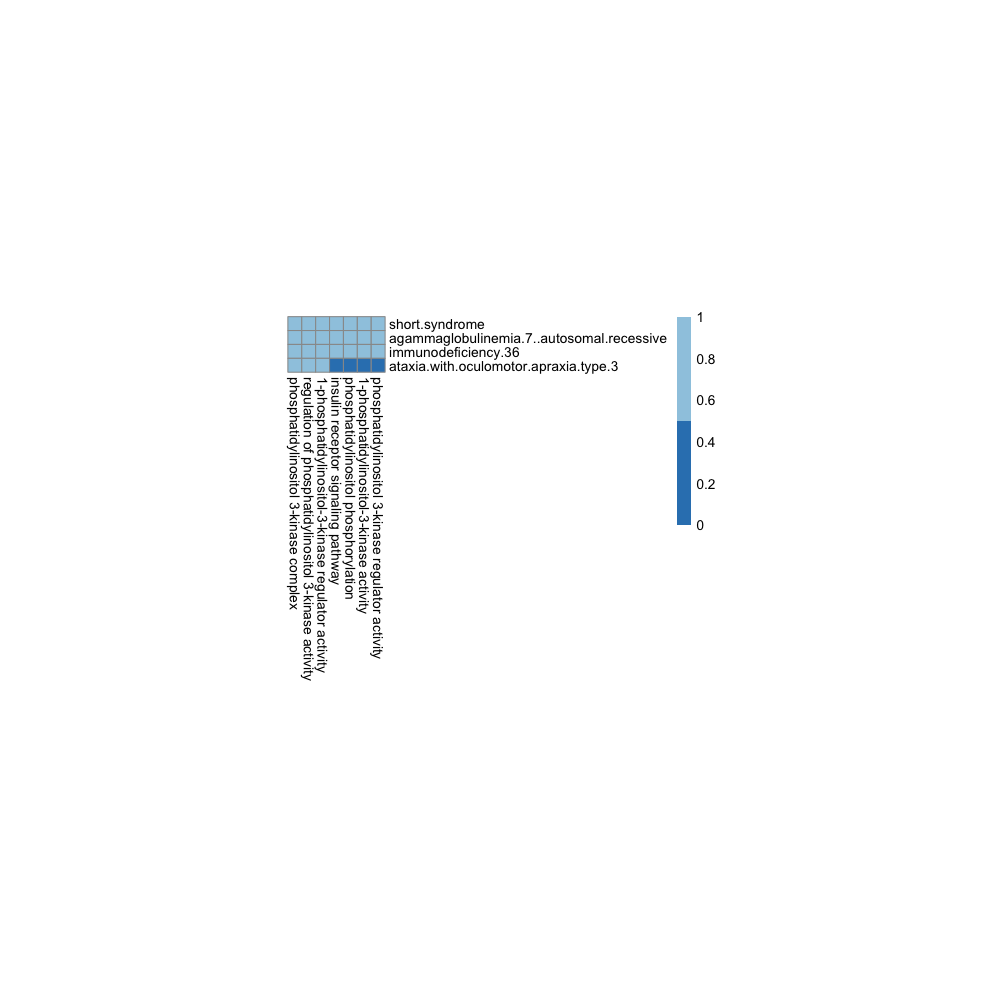 short.syndrome
agammaglobulinemia.7..autosomal.recessive
immunodeficiency.36
ataxia.with.oculomotor.apraxia.type.3
phosphatidylinositol 3-kinase complex
regulation of phosphatidylinositol 3-kinase activity
1-phosphatidylinositol-3-kinase regulator activity
insulin receptor signaling pathway
phosphatidylinositol phosphorylation
1-phosphatidylinositol-3-kinase activity
phosphatidylinositol 3-kinase regulator activity
1
0.8
0.6
0.4
0.2
0